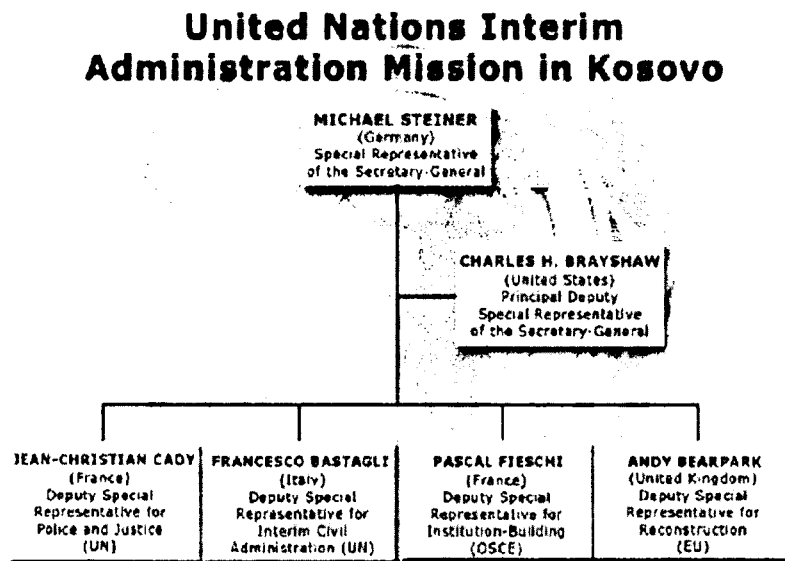 United Nations Interim
Administration Mission in Kosovo
MICHAEL STEINER
(Germany)
Special Representative
of the Secretary-General
CHARLES H. BRAYSHAW
(United States)
Principal Deputy
Special Representative
of the Secretary-General
JEAN-CHRISTIAN CADY
(France)
Deputy Special
Representative for
Police and Justice
(UN)
FRANCESCO BASTAGLI
(Italy)
Deputy Special
Representative for
Interim Civil
Administration (UN)
PASCAL FIESCHI
(France)
Deputy Special
Representative for
Institution-Building
(OSCE)
ANDY BEARPARK
(United Kingdom)
Deputy Special
Representative for
Reconstruction
(EU)